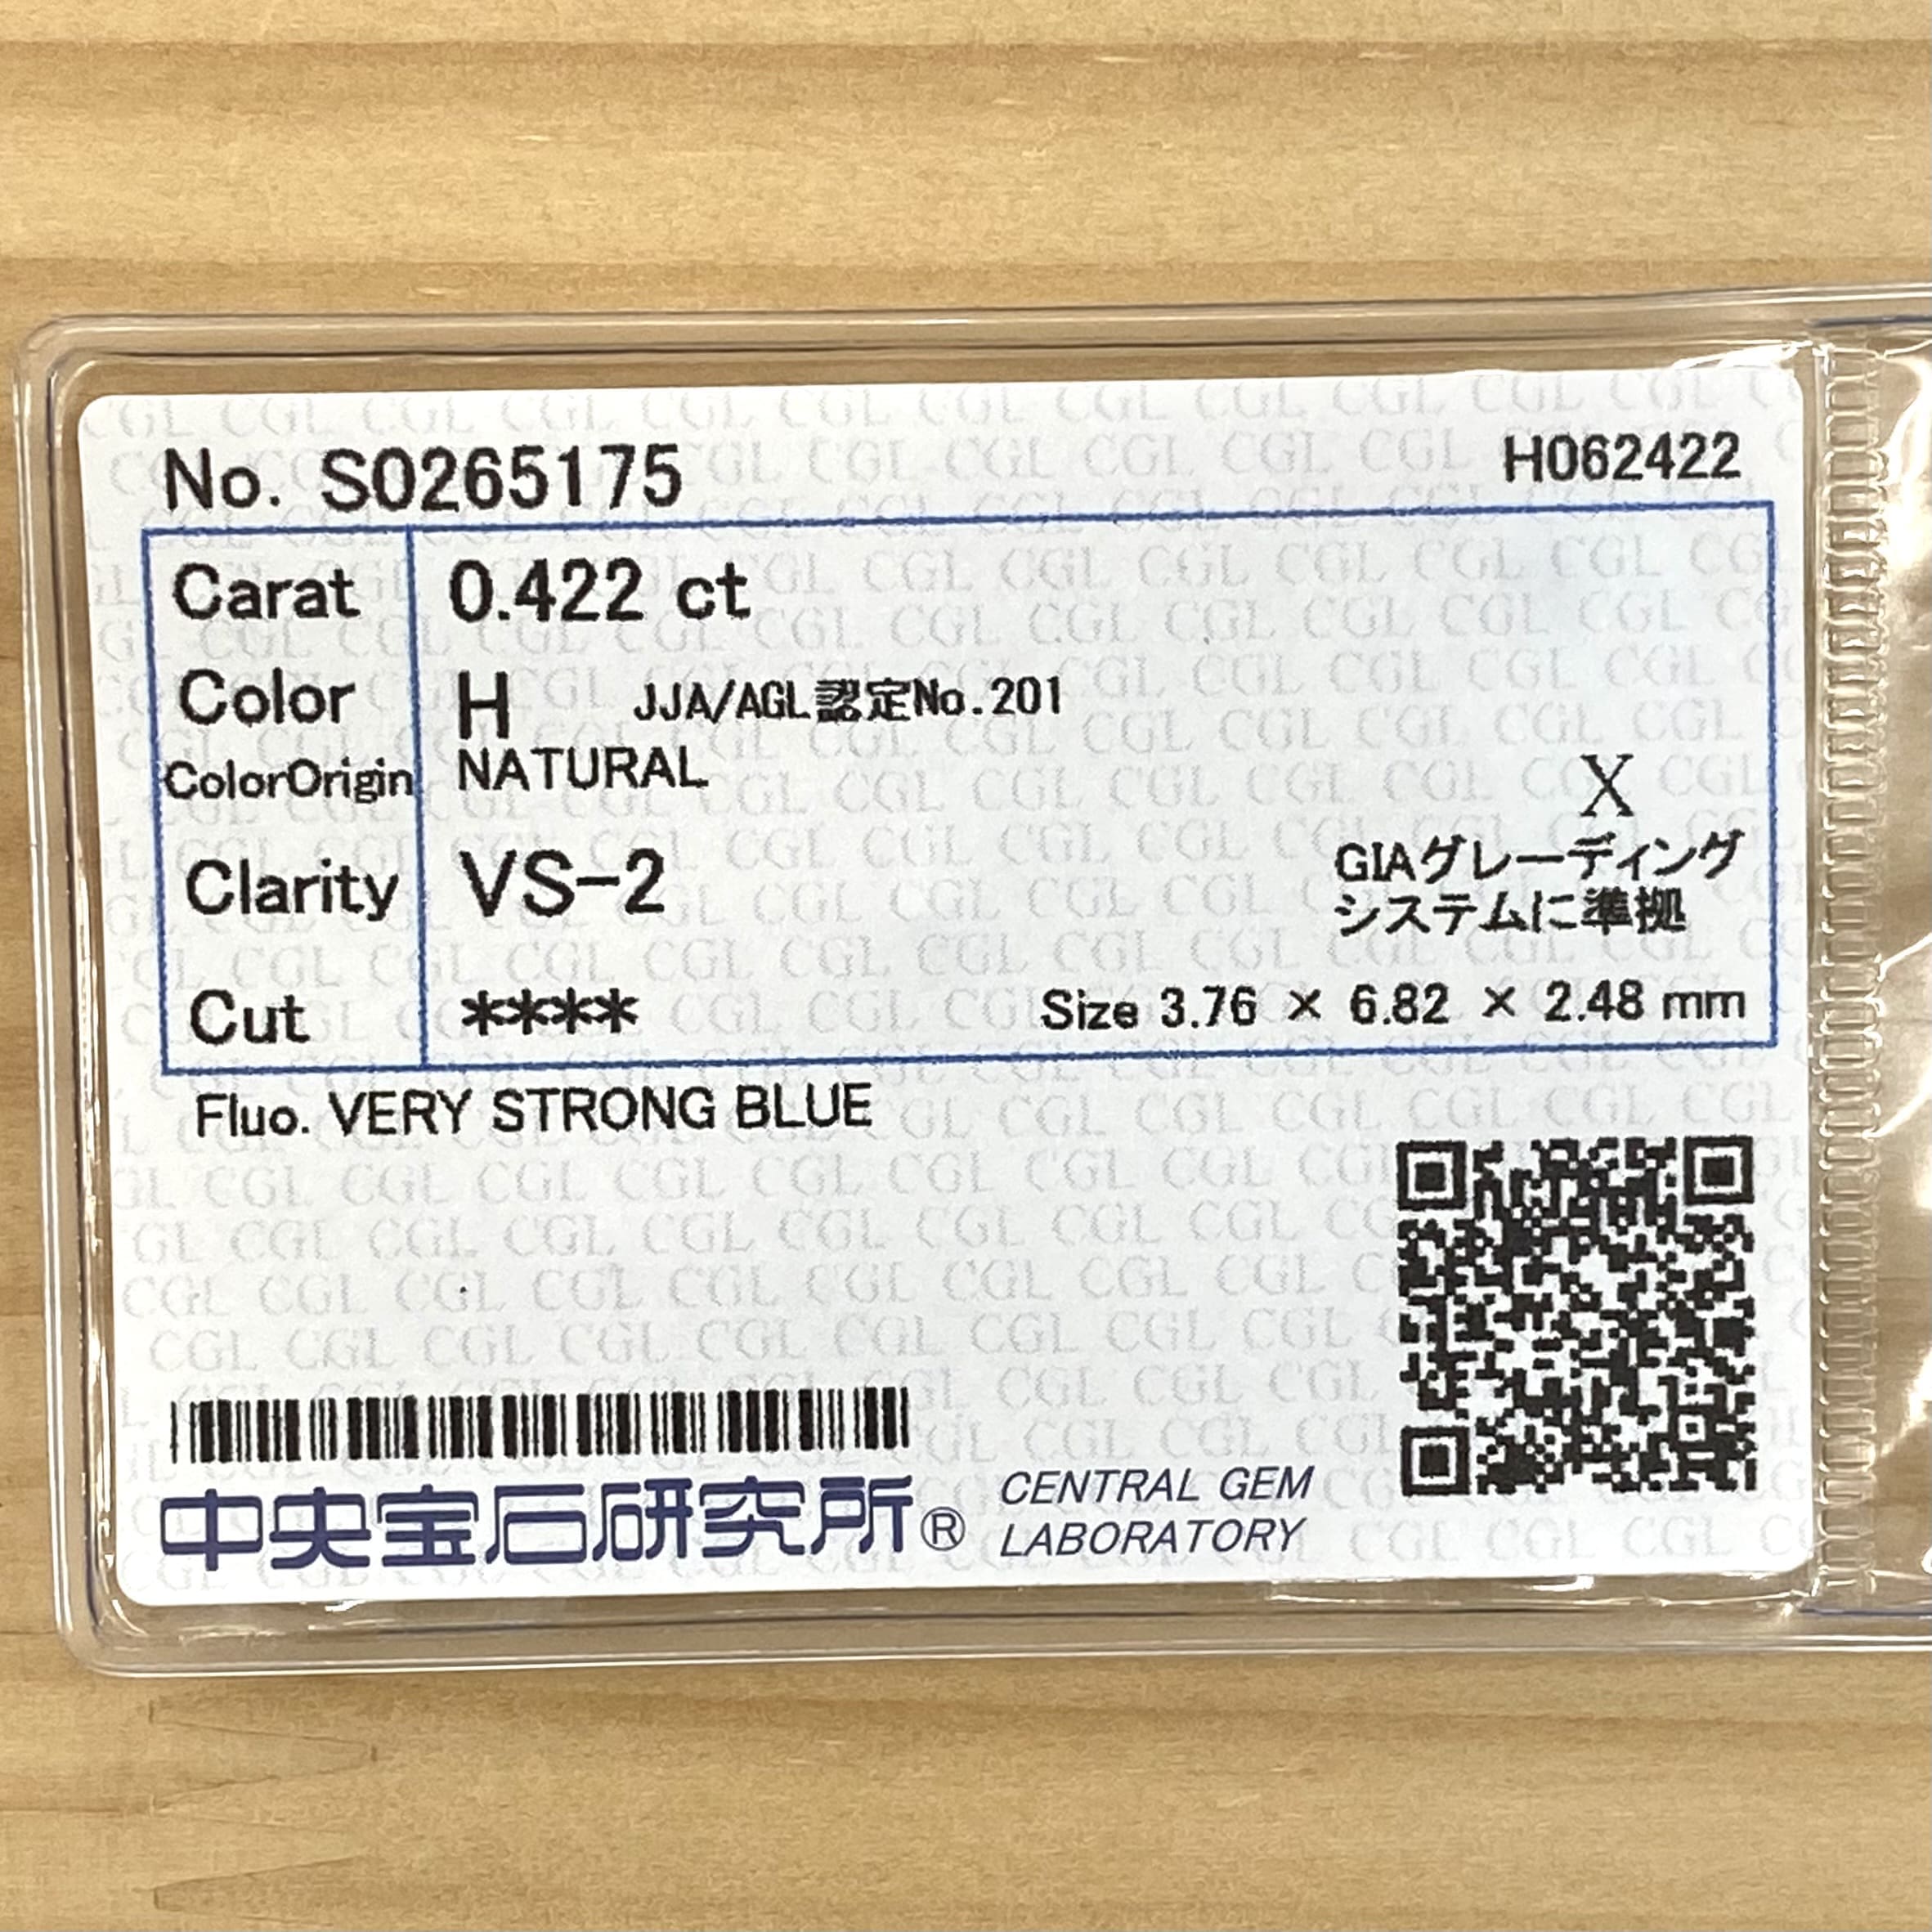 No. S0265175
H062422
Carat 0.422 ct
Color H JJA/AGL認定No.201
ColorOrigin NATURAL
X
Clarity VS-2
GIAグレーディング
システムに準拠
Cut ****
Size 3.76 × 6.82 × 2.48 mm
Fluo. VERY STRONG BLUE
中央宝石研究所®
CENTRAL GEM
LABORATORY